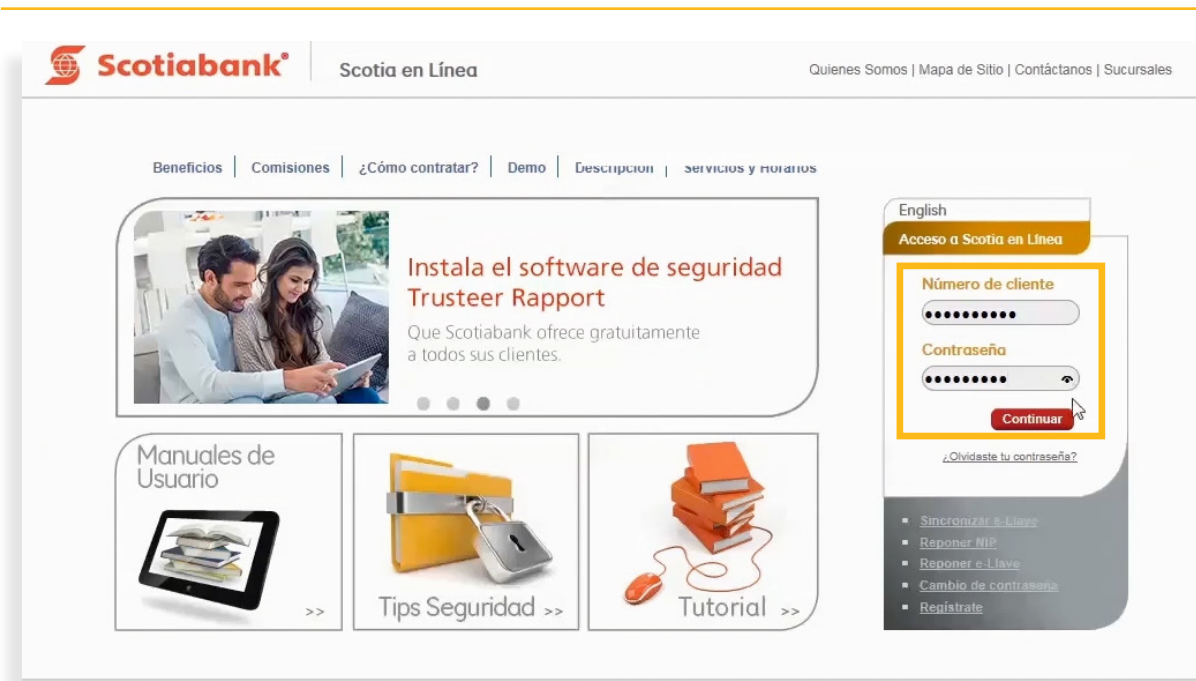 Scotiabank®
Scotia en Línea
Quienes Somos | Mapa de Sitio | Contáctanos | Sucursales
Beneficios | Comisiones | ¿Cómo contratar? | Demo | Descripción | Servicios y Horarios
Instala el software de seguridad
Trusteer Rapport
Que Scotiabank ofrece gratuitamente
a todos sus clientes.
Manuales de
Usuario
>>
Tips Seguridad >>
Tutorial >>
English
Acceso a Scotia en Línea
Número de cliente
••••••••••
Contraseña
•••••••••
Continuar
¿Olvidaste tu contraseña?
Sincronizar e-Llave
Reponer NIP
Reponer e-Llave
Cambio de contraseña
Regístrate